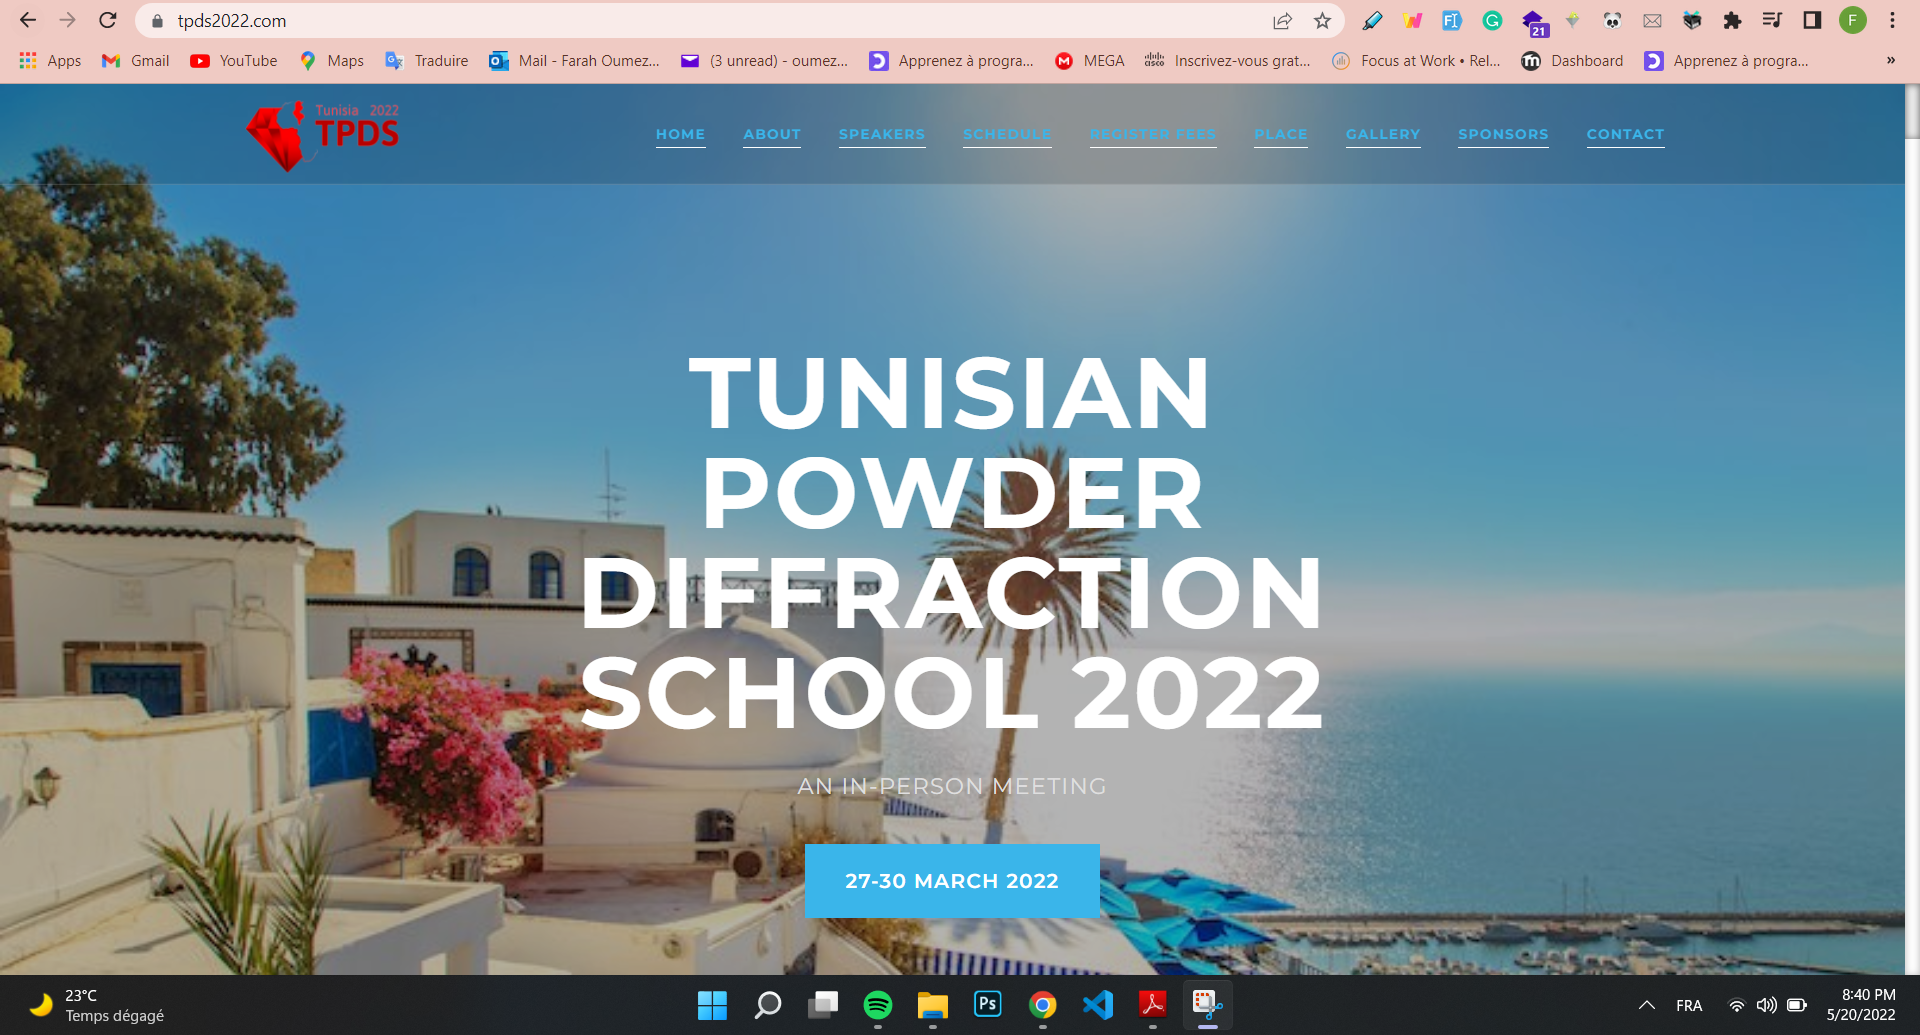 tpds2022.com
21
F
Apps
Gmail
YouTube
Maps
Traduire
Mail - Farah Oumez...
(3 unread) - oumez...
Apprenez à progra...
MEGA
Inscrivez-vous grat...
Focus at Work • Rel...
Dashboard
Apprenez à progra...
»
Tunisia 2022
TPDS
HOME
ABOUT
SPEAKERS
SCHEDULE
REGISTER FEES
PLACE
GALLERY
SPONSORS
CONTACT
TUNISIAN
POWDER
DIFFRACTION
SCHOOL 2022
AN IN-PERSON MEETING
27-30 MARCH 2022
23°C
Temps dégagé
Ps
FRA
8:40 PM
5/20/2022